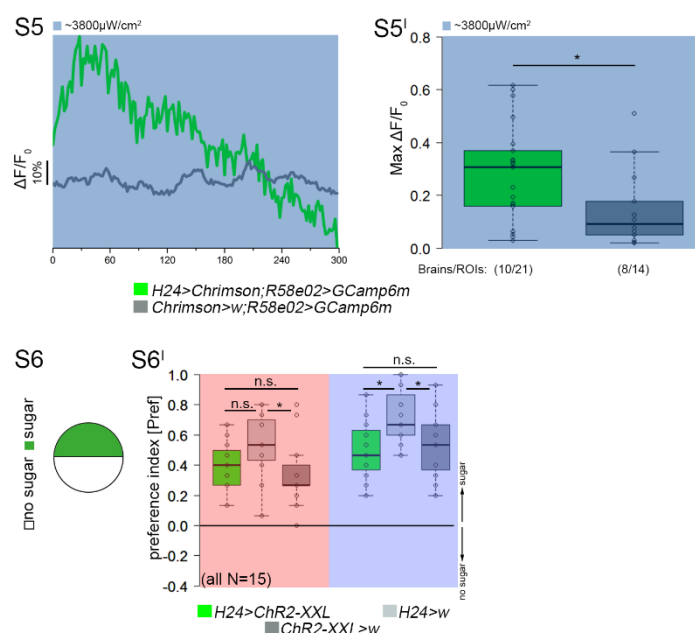 S5
~3800µW/cm²
ΔF/F₀
10%
0 60 120 180 240 300
S5ᴵ
~3800µW/cm²
*
Max ΔF/F₀
0.8
0.6
0.4
0.2
0.0
Brains/ROIs: (10/21) (8/14)
H24>Chrimson;R58e02>GCamp6m
Chrimson>w;R58e02>GCamp6m
S6
no sugar sugar
S6ᴵ
n.s.
n.s. *
n.s.
* *
preference index [Pref]
1.0
0.8
0.6
0.4
0.2
0.0
-0.2
-0.4
(all N=15)
sugar
no sugar
H24>ChR2-XXL H24>w
ChR2-XXL>w